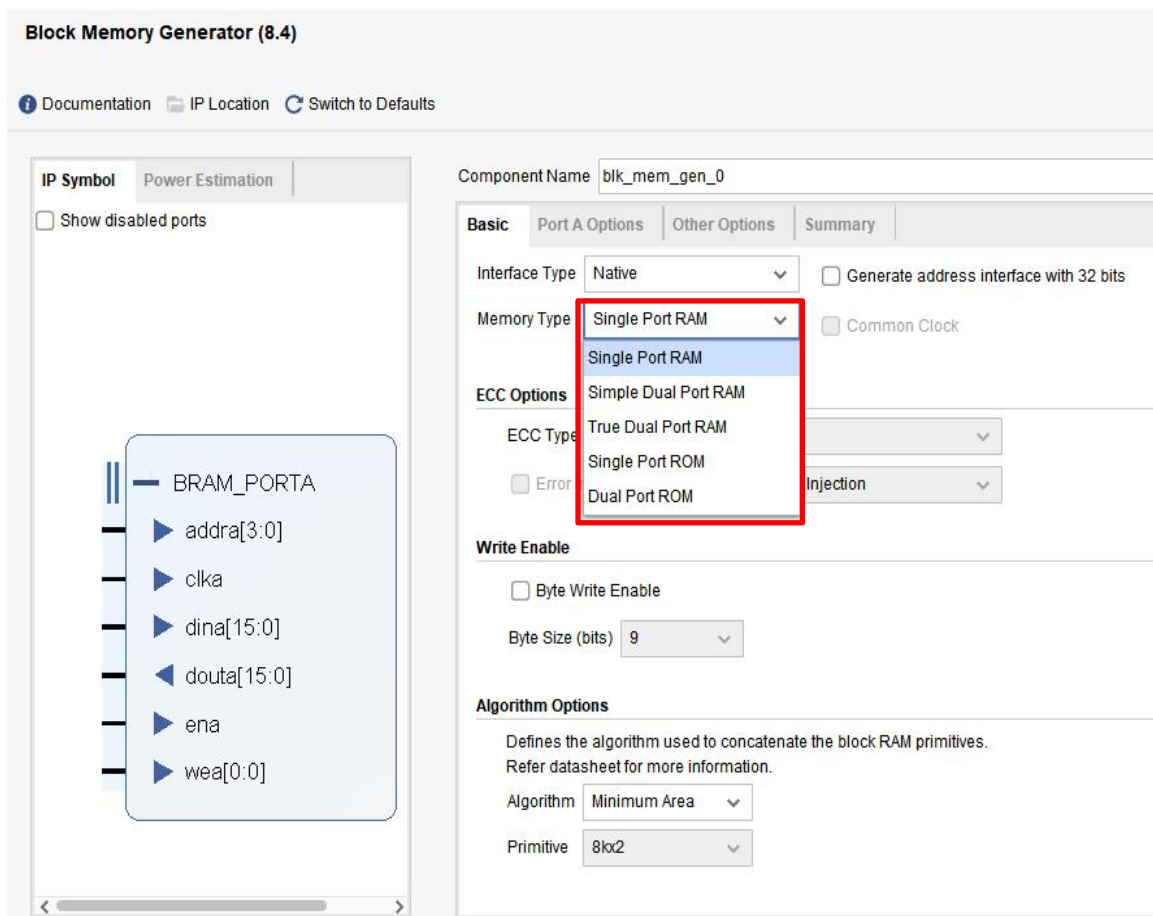 Block Memory Generator (8.4)
Documentation IP Location Switch to Defaults
IP Symbol Power Estimation
Show disabled ports
BRAM_PORTA
addra[3:0]
clka
dina[15:0]
douta[15:0]
ena
wea[0:0]
Component Name blk_mem_gen_0
Basic Port A Options Other Options Summary
Interface Type Native Generate address interface with 32 bits
Memory Type Single Port RAM Common Clock
Single Port RAM
Simple Dual Port RAM
True Dual Port RAM
Single Port ROM
Dual Port ROM
ECC Options
ECC Type
Error Injection
Write Enable
Byte Write Enable
Byte Size (bits) 9
Algorithm Options
Defines the algorithm used to concatenate the block RAM primitives.
Refer datasheet for more information.
Algorithm Minimum Area
Primitive 8kx2